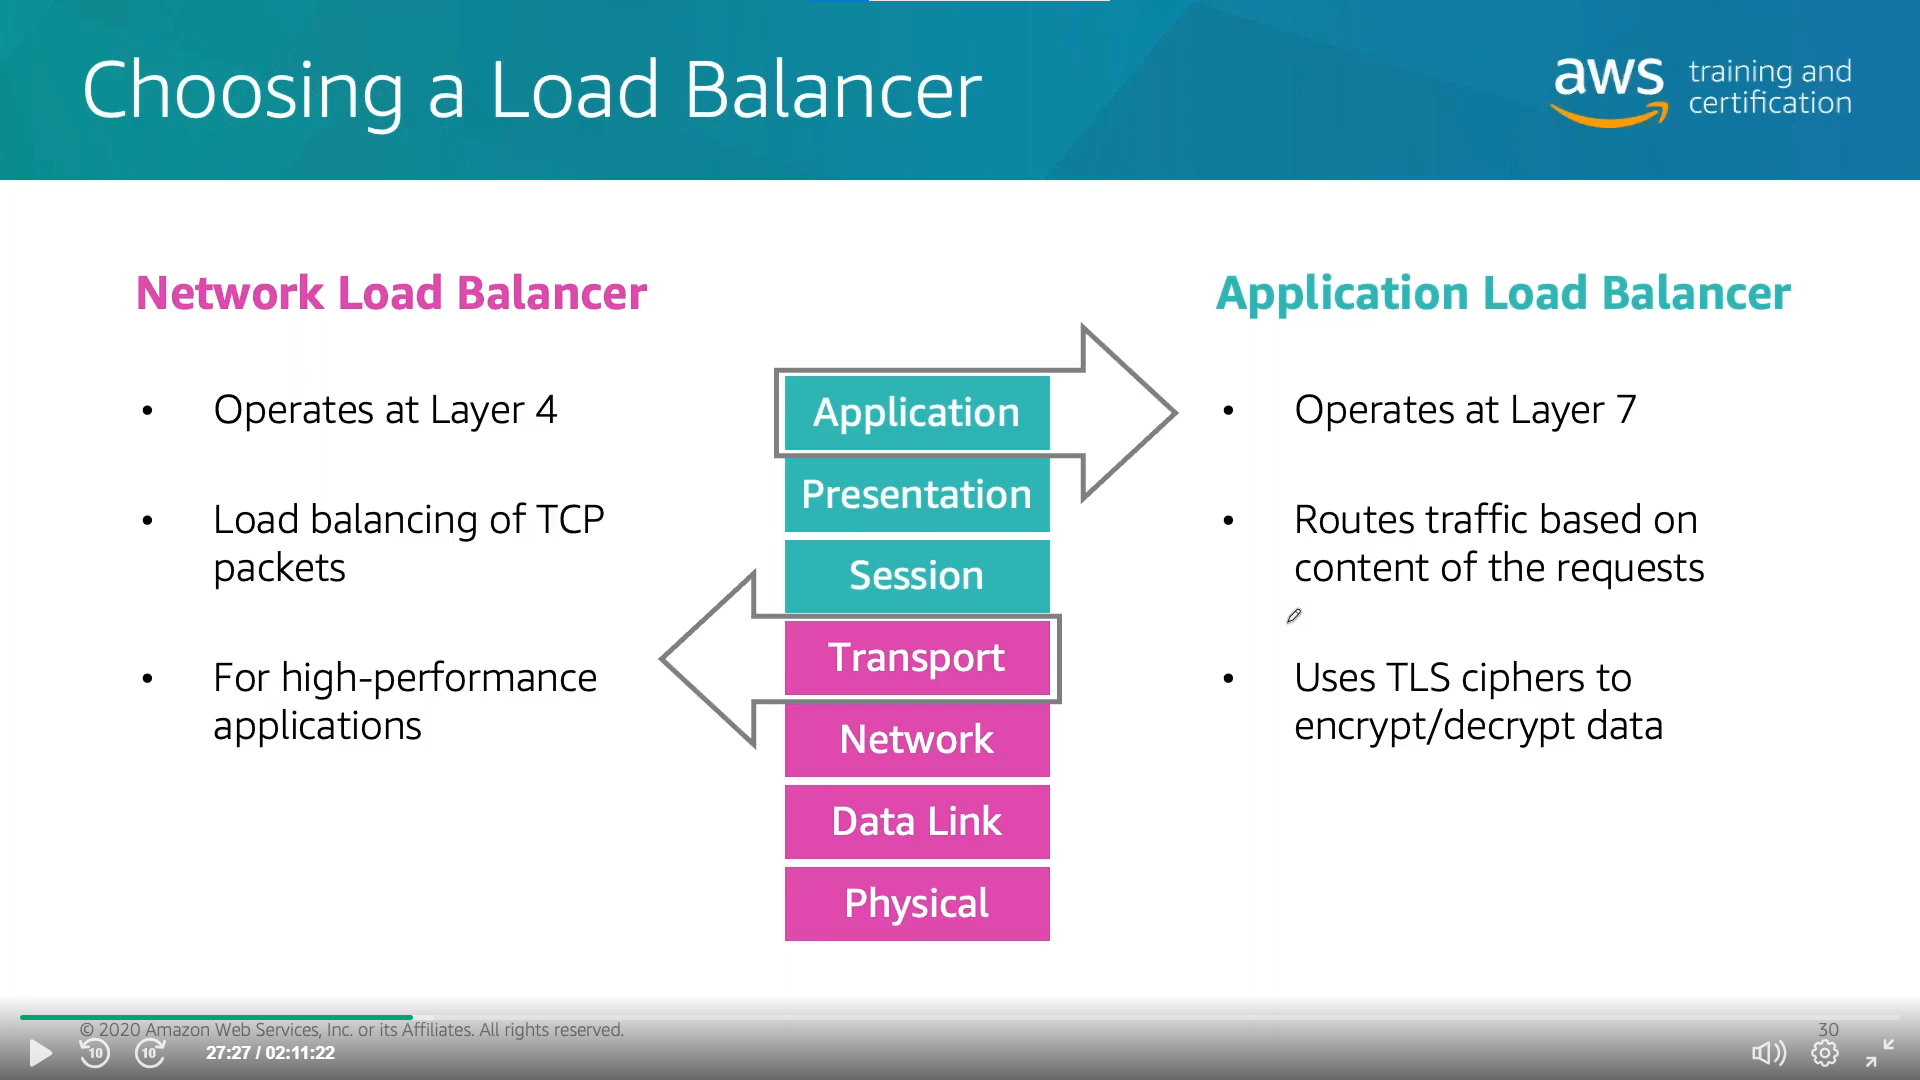 Choosing a Load Balancer
aws training and
certification
Network Load Balancer
• Operates at Layer 4
• Load balancing of TCP
packets
• For high-performance
applications
Application
Presentation
Session
Transport
Network
Data Link
Physical
Application Load Balancer
• Operates at Layer 7
• Routes traffic based on
content of the requests
• Uses TLS ciphers to
encrypt/decrypt data
© 2020 Amazon Web Services, Inc. or its Affiliates. All rights reserved.
30
10
10
27:27 / 02:11:22